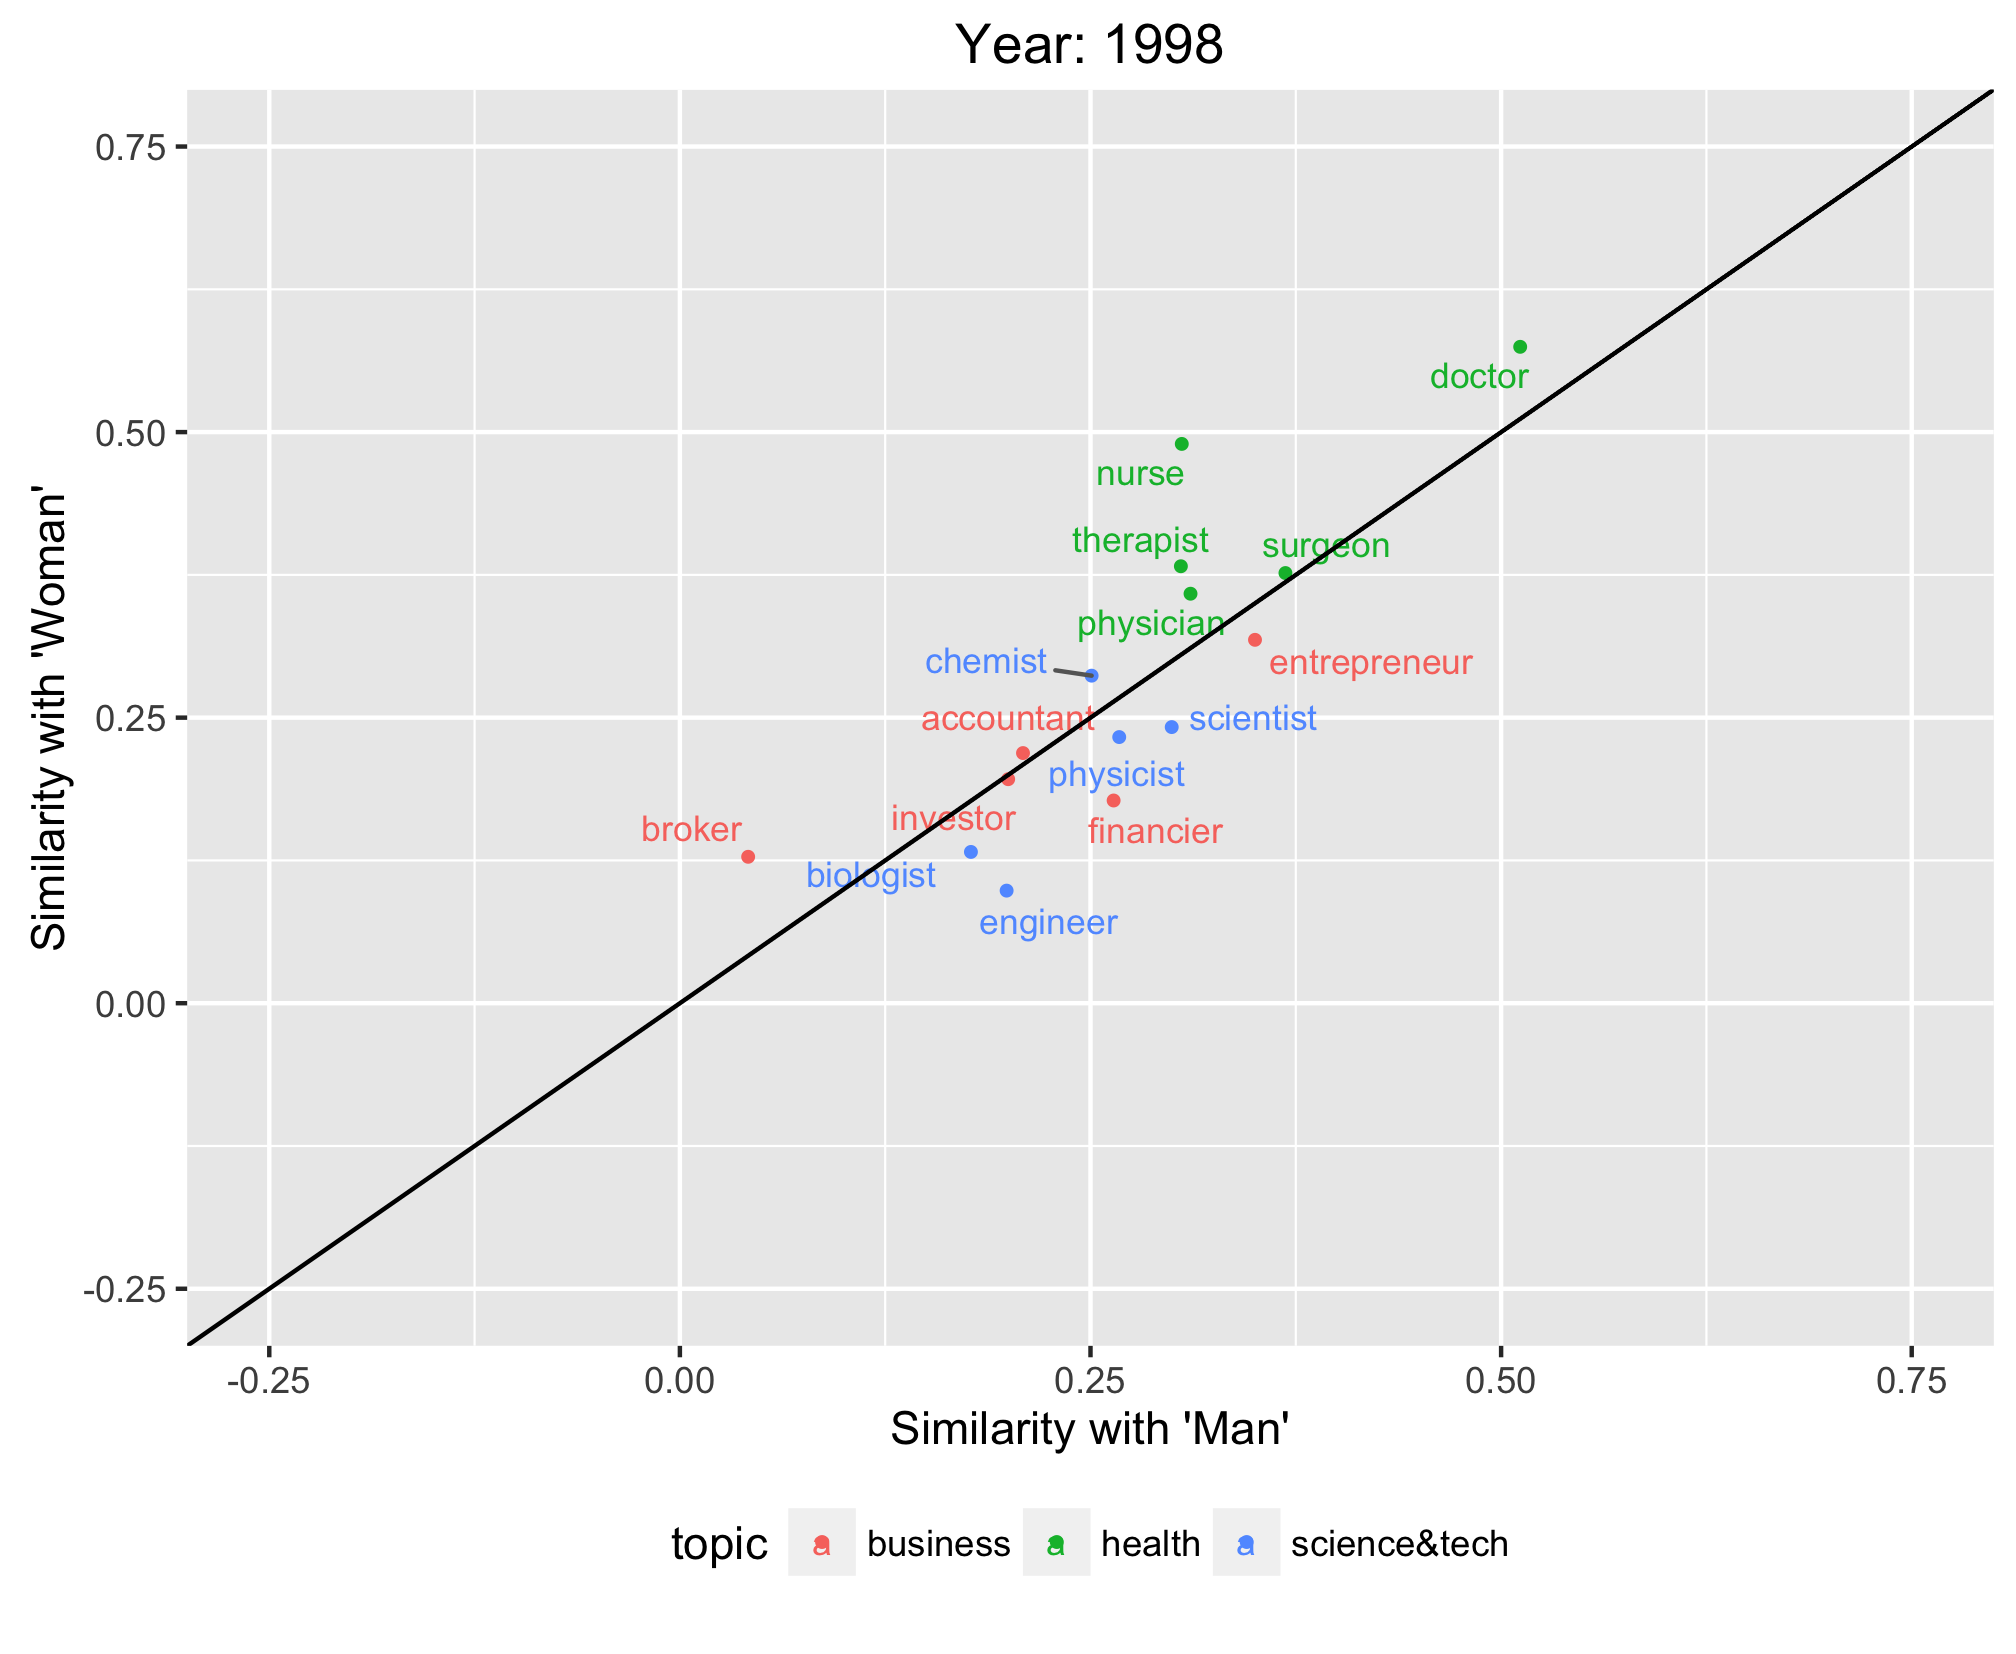 Year: 1998
0.75
0.50
0.25
0.00
-0.25
Similarity with 'Woman'
doctor
nurse
therapist
surgeon
physician
chemist
entrepreneur
accountant
scientist
physicist
investor
financier
broker
biologist
engineer
-0.25
0.00
0.25
0.50
0.75
Similarity with 'Man'
topic a business a health a science&tech